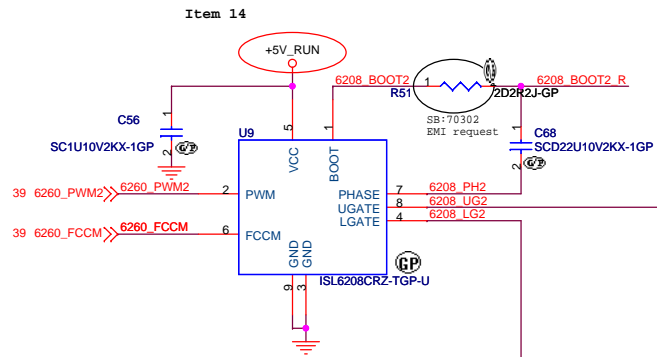 Item 14
+5V_RUN
6208_BOOT2
1
R51
2D2R2J-GP
6208_BOOT2_R
SB:70302
EMI request
1
C56
2
SC1U10V2KX-1GP
G/P
U9
5
1
VCC
BOOT
1
C68
SCD22U10V2KX-1GP
2
G/P
39 6260_PWM2
6260_PWM2
2
PWM
PHASE
7
6208_PH2
UGATE
8
6208_UG2
LGATE
4
6208_LG2
39 6260_FCCM
6260_FCCM
6
FCCM
GND
GND
9
3
GP
ISL6208CRZ-TGP-U